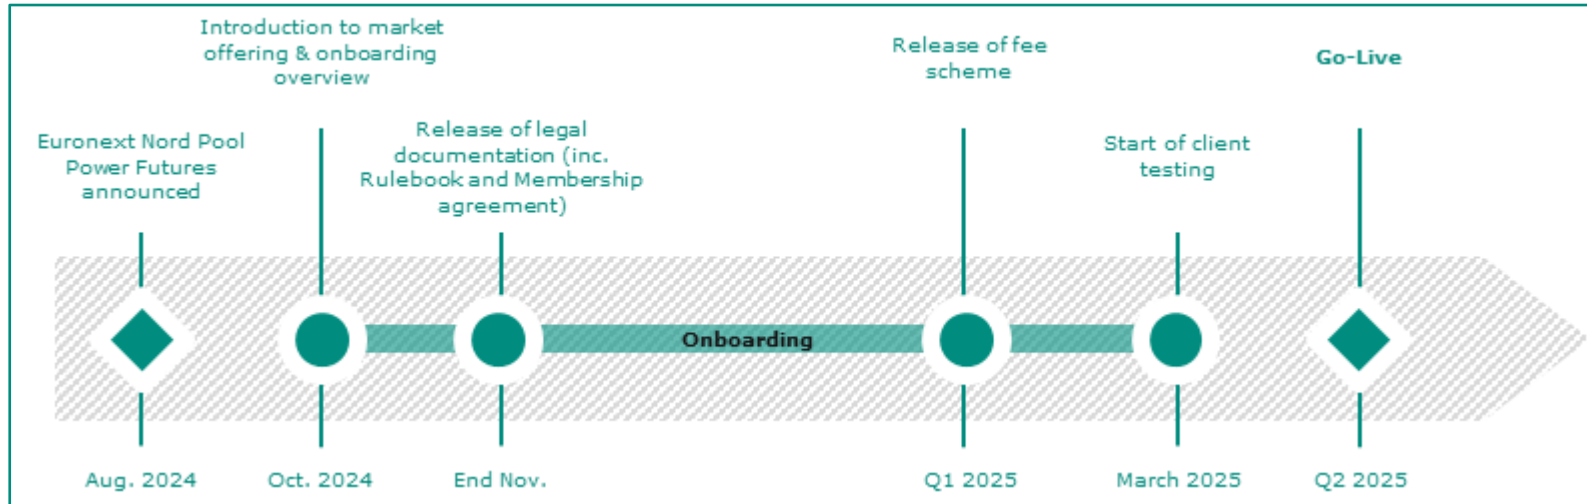 Introduction to market
offering & onboarding
overview
Release of fee
scheme
Go-Live
Euronext Nord Pool
Power Futures
announced
Release of legal
documentation (inc.
Rulebook and Membership
agreement)
Start of client
testing
Onboarding
Aug. 2024
Oct. 2024
End Nov.
Q1 2025
March 2025
Q2 2025